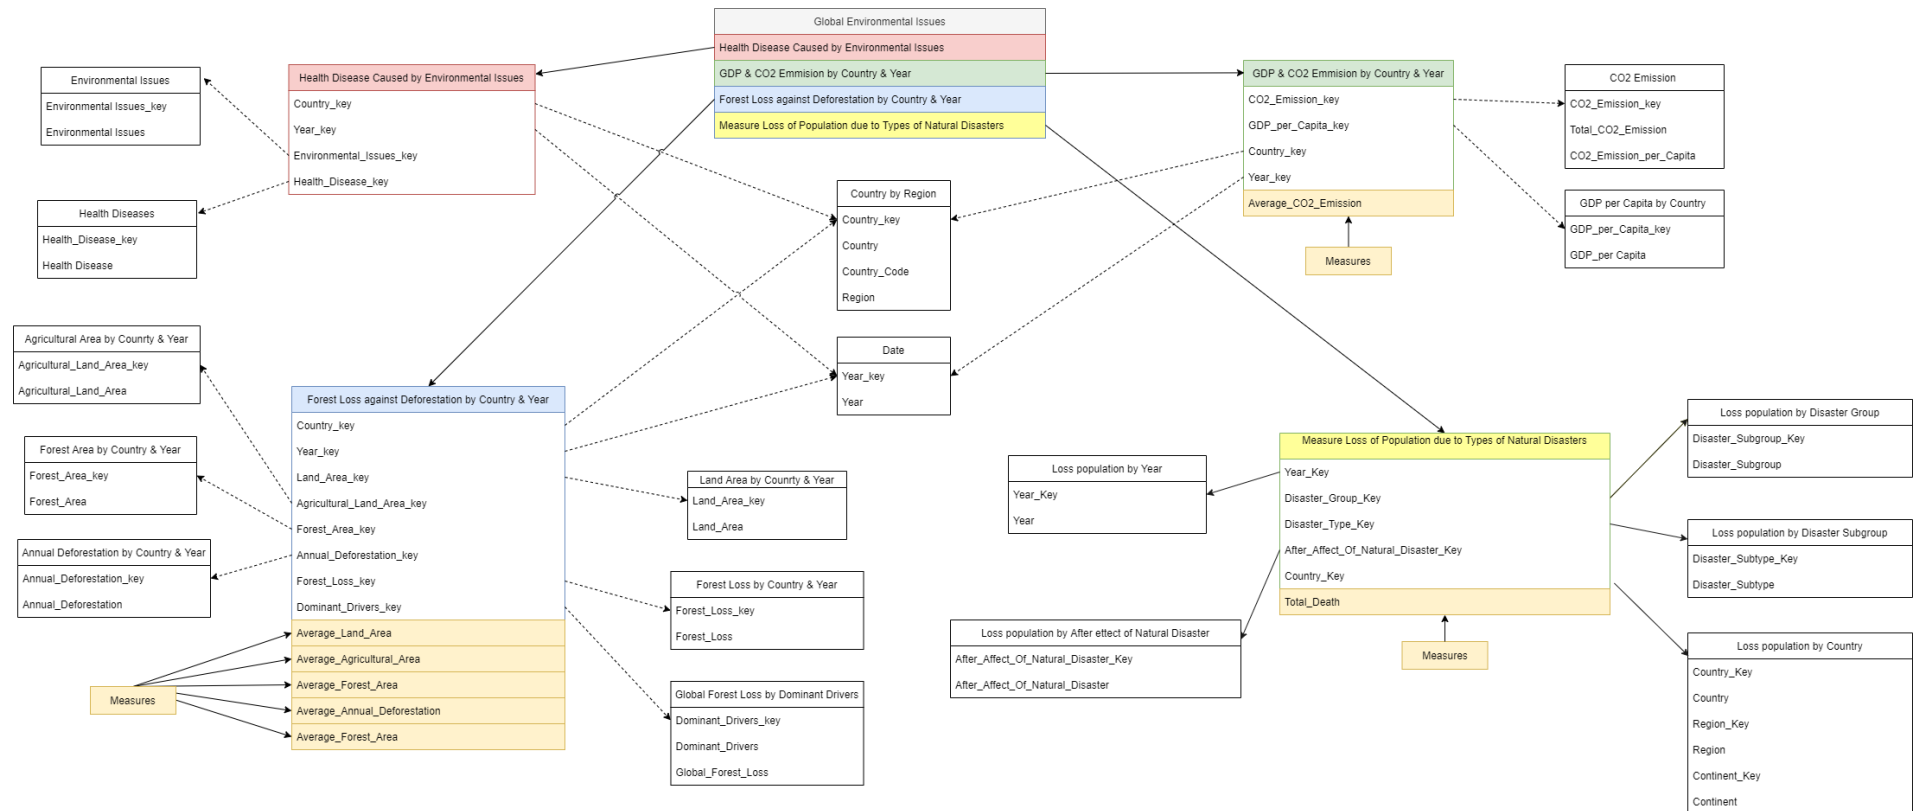 Global Environmental Issues
Health Disease Caused by Environmental Issues
GDP & CO2 Emmision by Country & Year
Forest Loss against Deforestation by Country & Year
Measure Loss of Population due to Types of Natural Disasters
Environmental Issues
Environmental Issues_key
Environmental Issues
Health Disease Caused by Environmental Issues
Country_key
Year_key
Environmental_Issues_key
Health_Disease_key
Health Diseases
Health_Disease_key
Health Disease
Country by Region
Country_key
Country
Country_Code
Region
Date
Year_key
Year
GDP & CO2 Emmision by Country & Year
CO2_Emission_key
GDP_per_Capita_key
Country_key
Year_key
Average_CO2_Emission
Measures
CO2 Emission
CO2_Emission_key
Total_CO2_Emission
CO2_Emission_per_Capita
GDP per Capita by Country
GDP_per_Capita_key
GDP_per Capita
Agricultural Area by Counrty & Year
Agricultural_Land_Area_key
Agricultural_Land_Area
Forest Area by Country & Year
Forest_Area_key
Forest_Area
Annual Deforestation by Country & Year
Annual_Deforestation_key
Annual_Deforestation
Measures
Forest Loss against Deforestation by Country & Year
Country_key
Year_key
Land_Area_key
Agricultural_Land_Area_key
Forest_Area_key
Annual_Deforestation_key
Forest_Loss_key
Dominant_Drivers_key
Average_Land_Area
Average_Agricultural_Area
Average_Forest_Area
Average_Annual_Deforestation
Average_Forest_Area
Land Area by Counrty & Year
Land_Area_key
Land_Area
Forest Loss by Country & Year
Forest_Loss_key
Forest_Loss
Global Forest Loss by Dominant Drivers
Dominant_Drivers_key
Dominant_Drivers
Global_Forest_Loss
Loss population by Year
Year_Key
Year
Loss population by After ettect of Natural Disaster
After_Affect_Of_Natural_Disaster_Key
After_Affect_Of_Natural_Disaster
Measure Loss of Population due to Types of Natural Disasters
Year_Key
Disaster_Group_Key
Disaster_Type_Key
After_Affect_Of_Natural_Disaster_Key
Country_Key
Total_Death
Measures
Loss population by Disaster Group
Disaster_Subgroup_Key
Disaster_Subgroup
Loss population by Disaster Subgroup
Disaster_Subtype_Key
Disaster_Subtype
Loss population by Country
Country_Key
Country
Region_Key
Region
Continent_Key
Continent